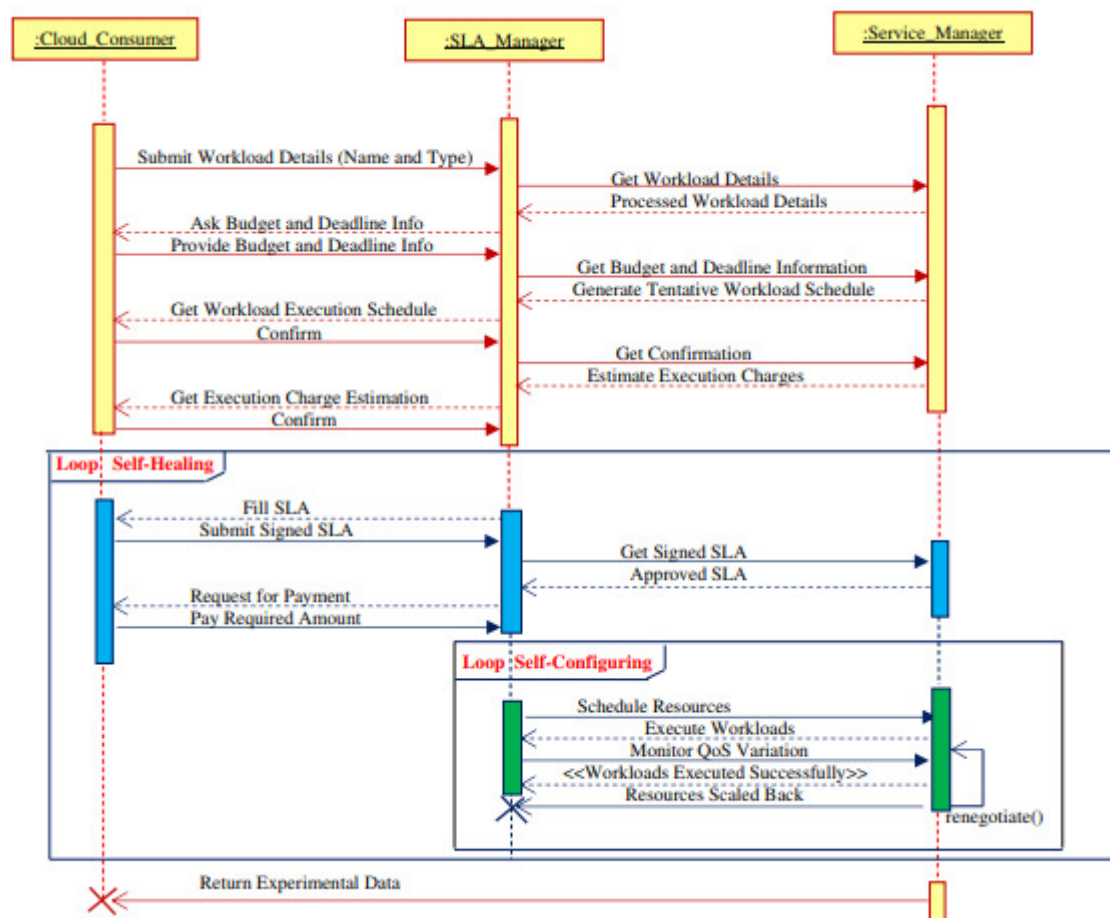 :Cloud_Consumer
:SLA_Manager
:Service_Manager
Submit Workload Details (Name and Type)
Get Workload Details
Processed Workload Details
Ask Budget and Deadline Info
Provide Budget and Deadline Info
Get Budget and Deadline Information
Generate Tentative Workload Schedule
Get Workload Execution Schedule
Confirm
Get Confirmation
Estimate Execution Charges
Get Execution Charge Estimation
Confirm
Loop Self-Healing
Fill SLA
Submit Signed SLA
Get Signed SLA
Approved SLA
Request for Payment
Pay Required Amount
Loop Self-Configuring
Schedule Resources
Execute Workloads
Monitor QoS Variation
<<Workloads Executed Successfully>>
Resources Scaled Back
renegotiate()
Return Experimental Data